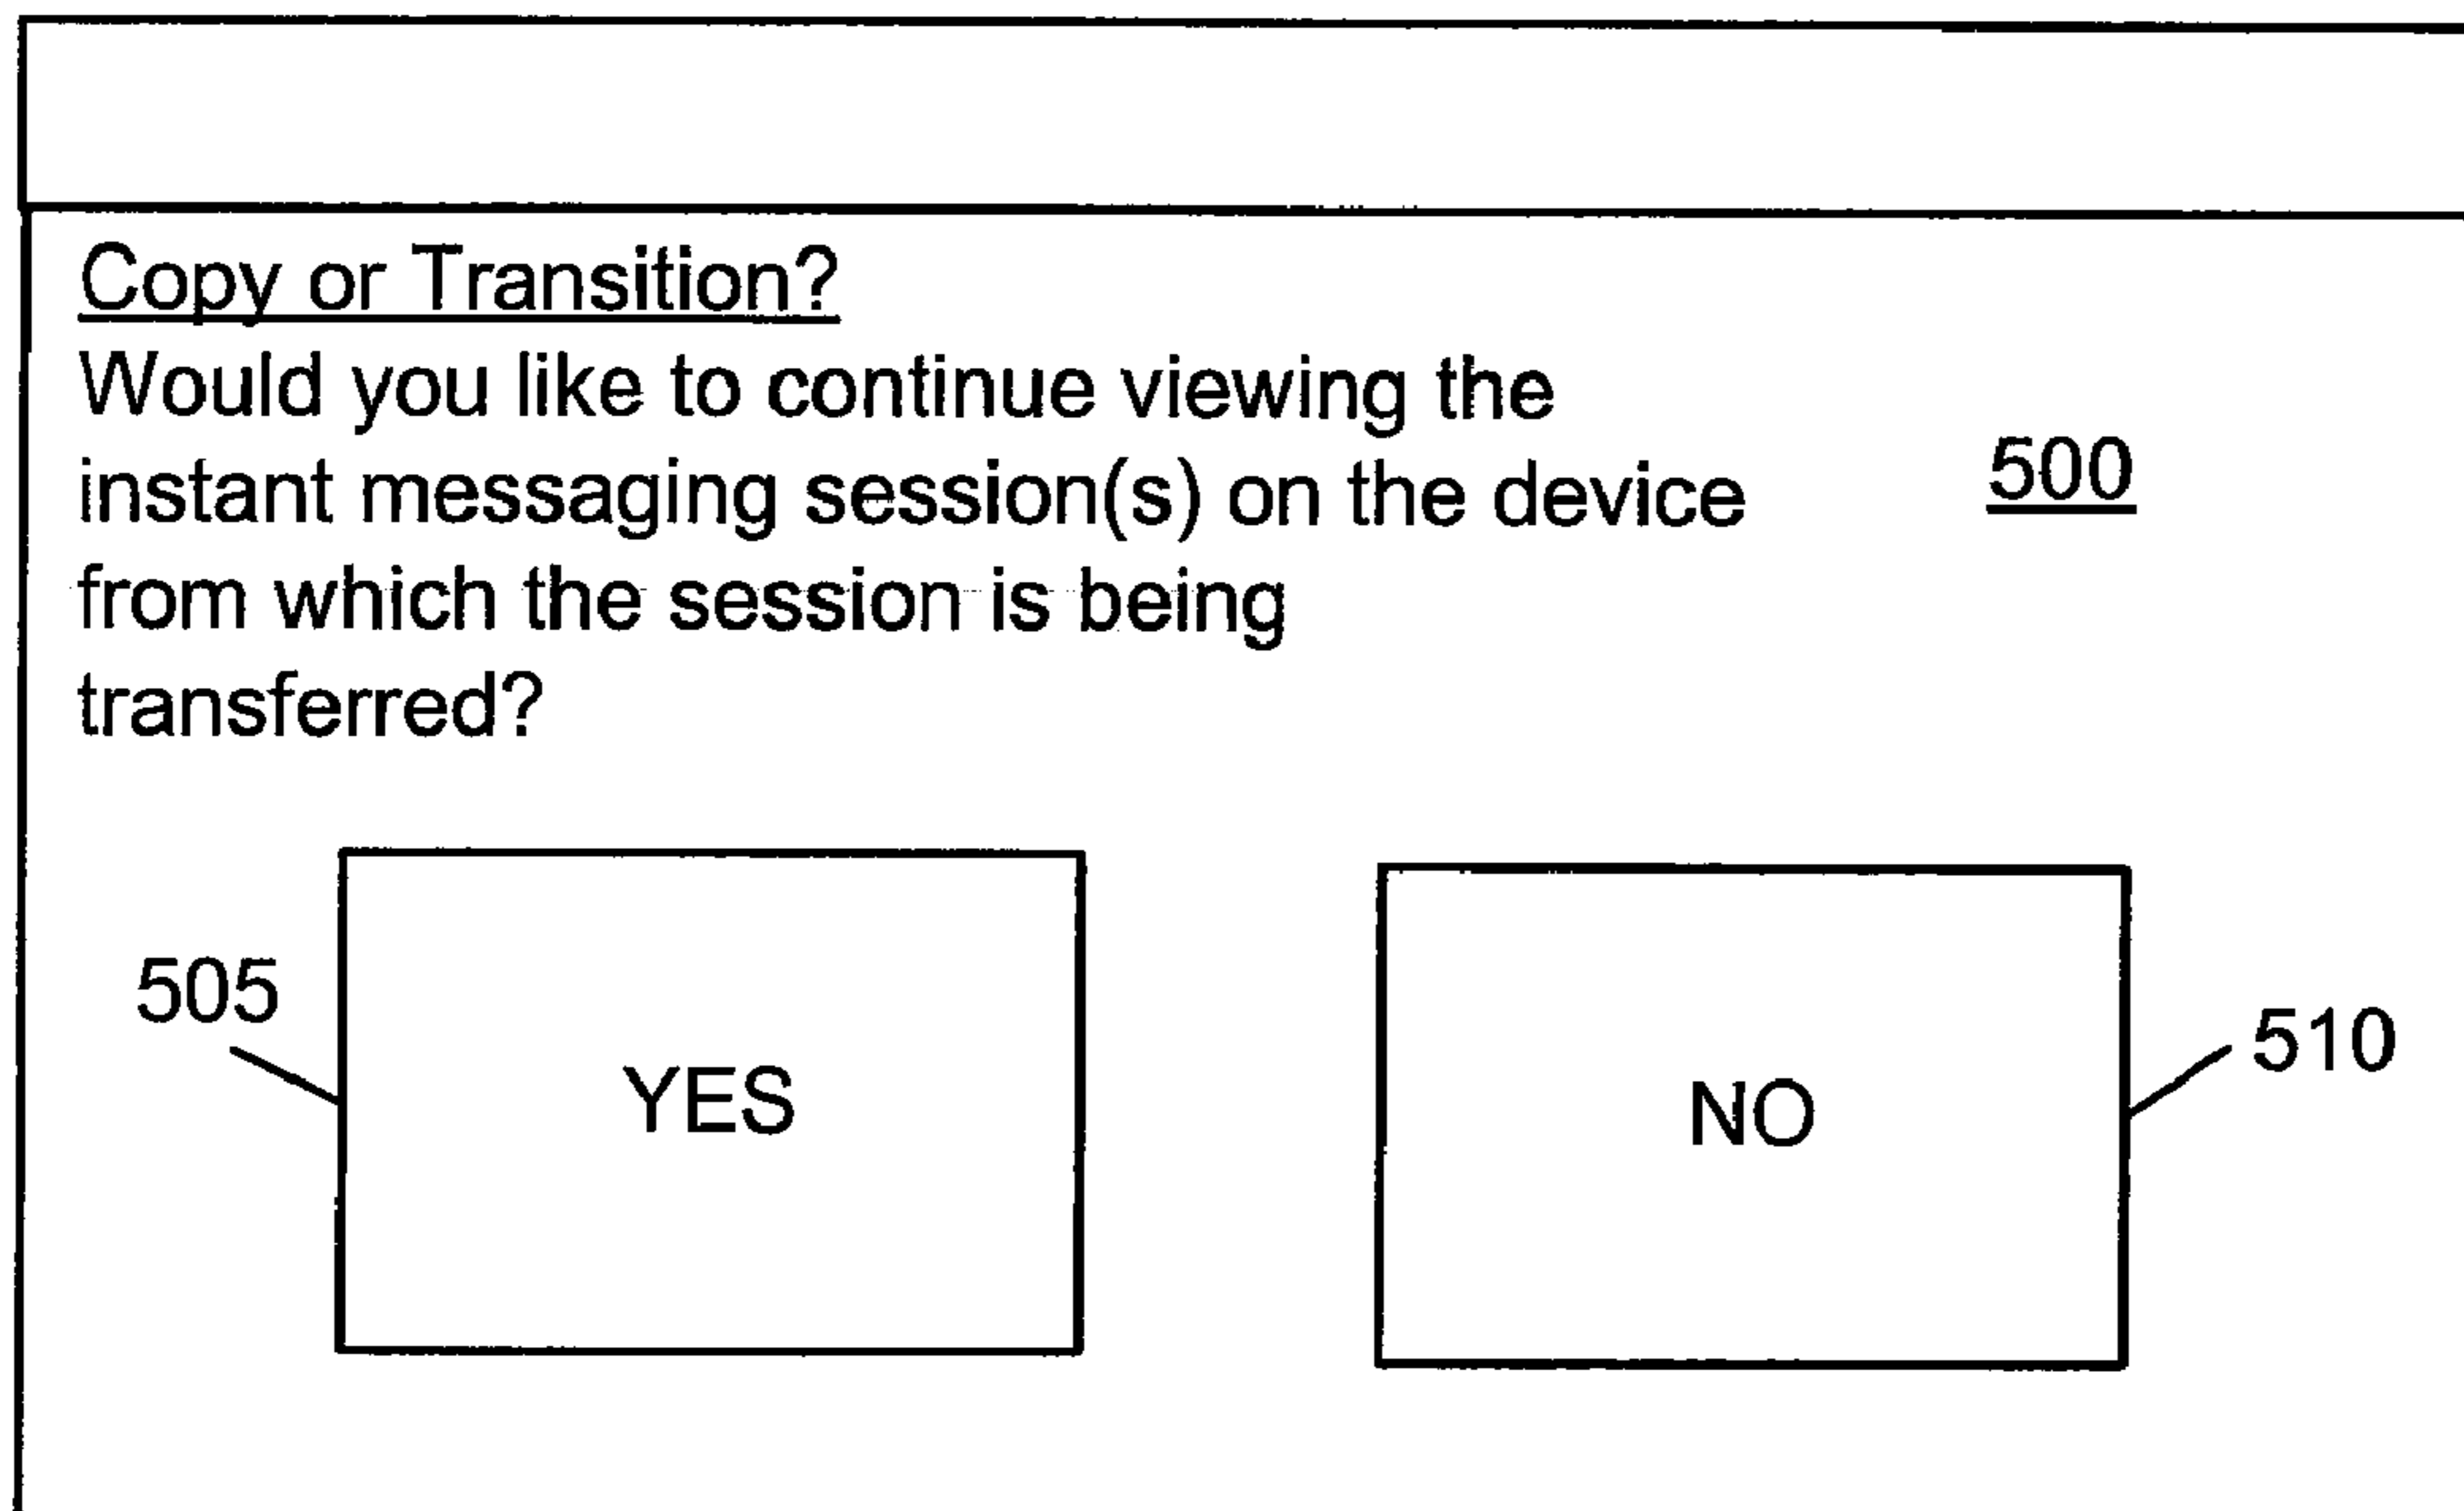 Copy or Transition?
Would you like to continue viewing the
instant messaging session(s) on the device
500
from which the session is being
transferred?
505
YES
NO
510